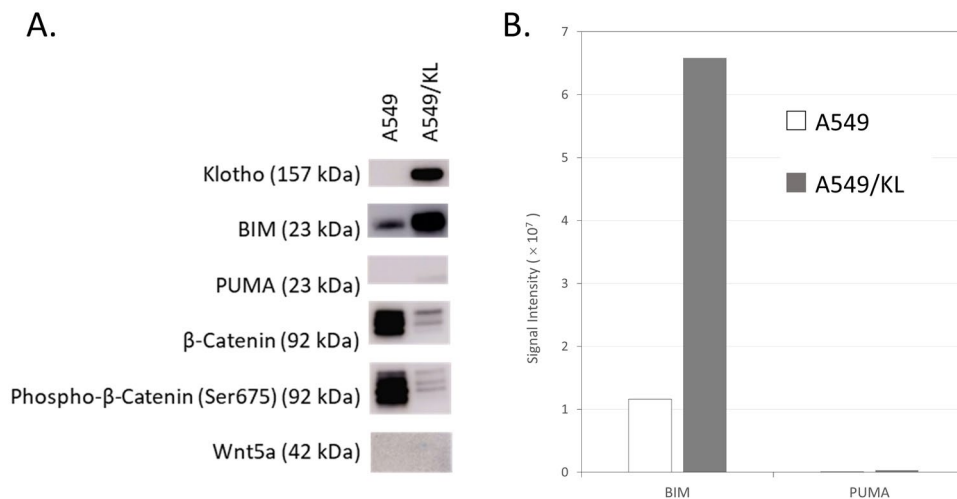 A.
A549
A549/KL
Klotho (157 kDa)
BIM (23 kDa)
PUMA (23 kDa)
β-Catenin (92 kDa)
Phospho-β-Catenin (Ser675) (92 kDa)
Wnt5a (42 kDa)
B.
Signal Intensity ( × 10⁷ )
7
6
5
4
3
2
1
0
A549
A549/KL
BIM
PUMA